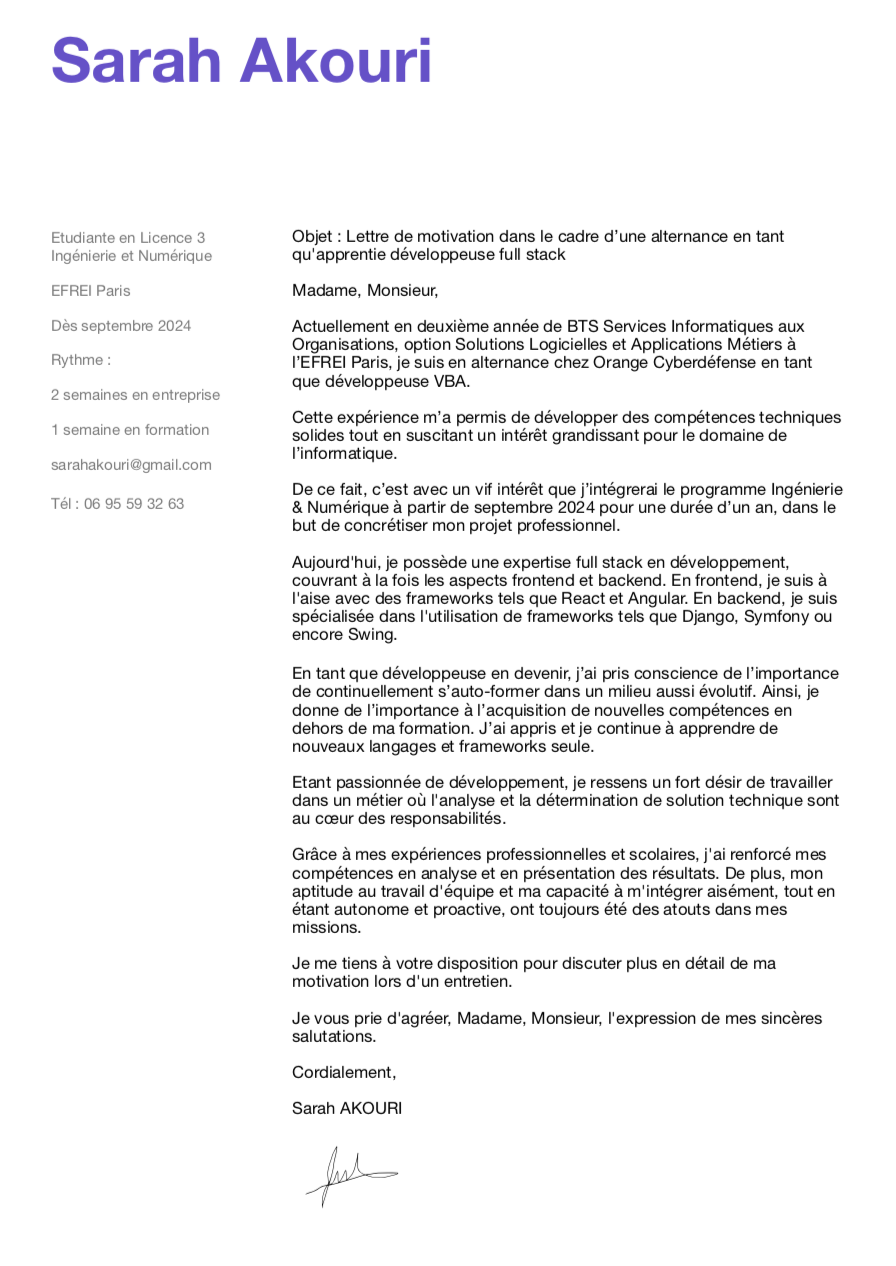 Sarah Akouri
Etudiante en Licence 3
Ingénierie et Numérique
EFREI Paris
Dès septembre 2024
Rythme :
2 semaines en entreprise
1 semaine en formation
sarahakouri@gmail.com
Tél : 06 95 59 32 63
Objet : Lettre de motivation dans le cadre d’une alternance en tant
qu'apprentie développeuse full stack
Madame, Monsieur,
Actuellement en deuxième année de BTS Services Informatiques aux
Organisations, option Solutions Logicielles et Applications Métiers à
l’EFREI Paris, je suis en alternance chez Orange Cyberdéfense en tant
que développeuse VBA.
Cette expérience m’a permis de développer des compétences techniques
solides tout en suscitant un intérêt grandissant pour le domaine de
l’informatique.
De ce fait, c’est avec un vif intérêt que j’intégrerai le programme Ingénierie
& Numérique à partir de septembre 2024 pour une durée d’un an, dans le
but de concrétiser mon projet professionnel.
Aujourd'hui, je possède une expertise full stack en développement,
couvrant à la fois les aspects frontend et backend. En frontend, je suis à
l'aise avec des frameworks tels que React et Angular. En backend, je suis
spécialisée dans l'utilisation de frameworks tels que Django, Symfony ou
encore Swing.
En tant que développeuse en devenir, j’ai pris conscience de l’importance
de continuellement s’auto-former dans un milieu aussi évolutif. Ainsi, je
donne de l’importance à l’acquisition de nouvelles compétences en
dehors de ma formation. J’ai appris et je continue à apprendre de
nouveaux langages et frameworks seule.
Etant passionnée de développement, je ressens un fort désir de travailler
dans un métier où l'analyse et la détermination de solution technique sont
au cœur des responsabilités.
Grâce à mes expériences professionnelles et scolaires, j'ai renforcé mes
compétences en analyse et en présentation des résultats. De plus, mon
aptitude au travail d'équipe et ma capacité à m'intégrer aisément, tout en
étant autonome et proactive, ont toujours été des atouts dans mes
missions.
Je me tiens à votre disposition pour discuter plus en détail de ma
motivation lors d'un entretien.
Je vous prie d'agréer, Madame, Monsieur, l'expression de mes sincères
salutations.
Cordialement,
Sarah AKOURI